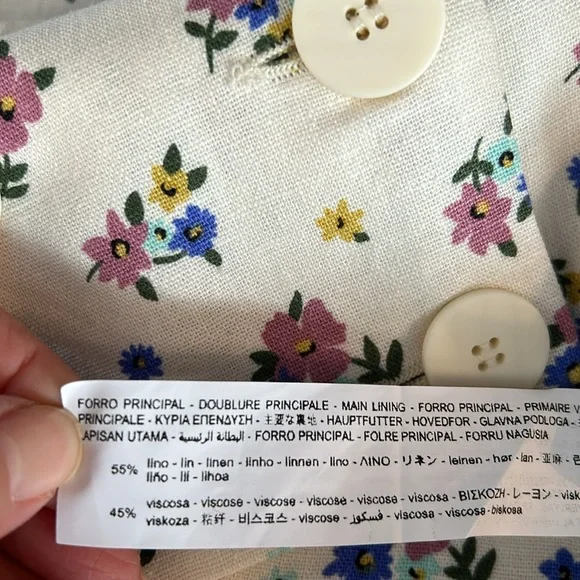 FORRO PRINCIPAL - DOUBLURE PRINCIPALE - MAIN LINING - FORRO PRINCIPAL - PRIMAIRE
PRINCIPALE - ΚΥΡΙΑ ΕΠΕΝΔΥΣΗ - 主要な裏地 - HAUPTFUTTER - HOVEDFOR - GLAVNA PODLOGA -
LAPISAN UTAMA - البطانة الرئيسية - FORRO PRINCIPAL - FOLRE PRINCIPAL - FORRU NAGUSIA
55% lino - lin - linen - linho - linnen - lino - ΛΙΝΟ - リネン - leinen - hør - lan - 亚麻 -
liño - lli - lihoa
45% viscosa - viscose - viscose - viscose - viscose - viscosa - ΒΙΣΚΟΖΗ - レーヨン -
viskoza - 粘纤 - 비스코스 - viscose - فسكوز - viscosa - viscosa - biskosa